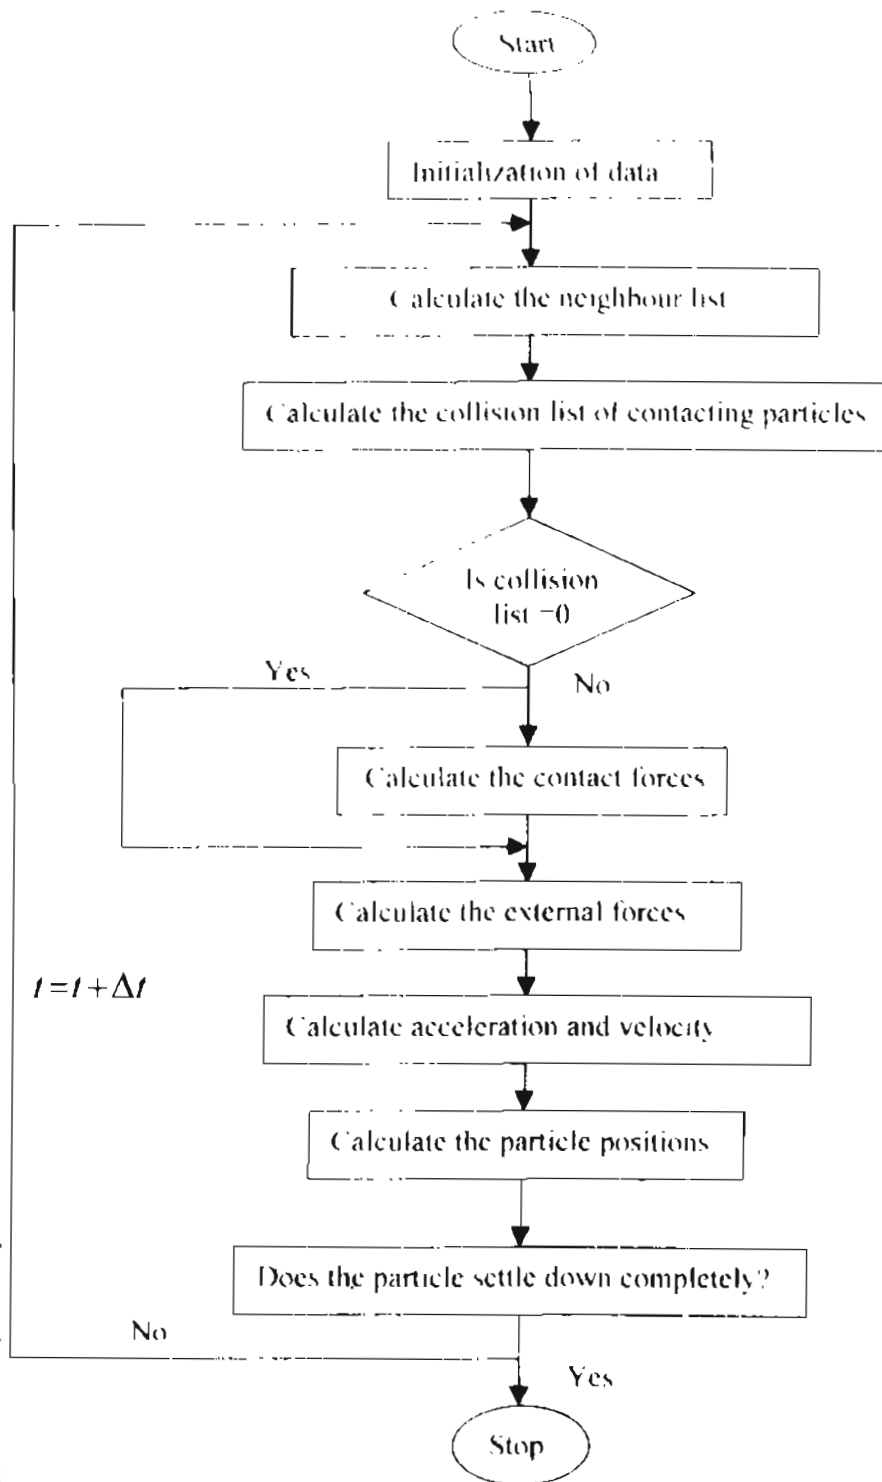 Start
Initialization of data
Calculate the neighbour list
Calculate the collision list of contacting particles
Is collision
list =0
Yes
No
Calculate the contact forces
Calculate the external forces
t=t+Δt
Calculate acceleration and velocity
Calculate the particle positions
Does the particle settle down completely?
No
Yes
Stop